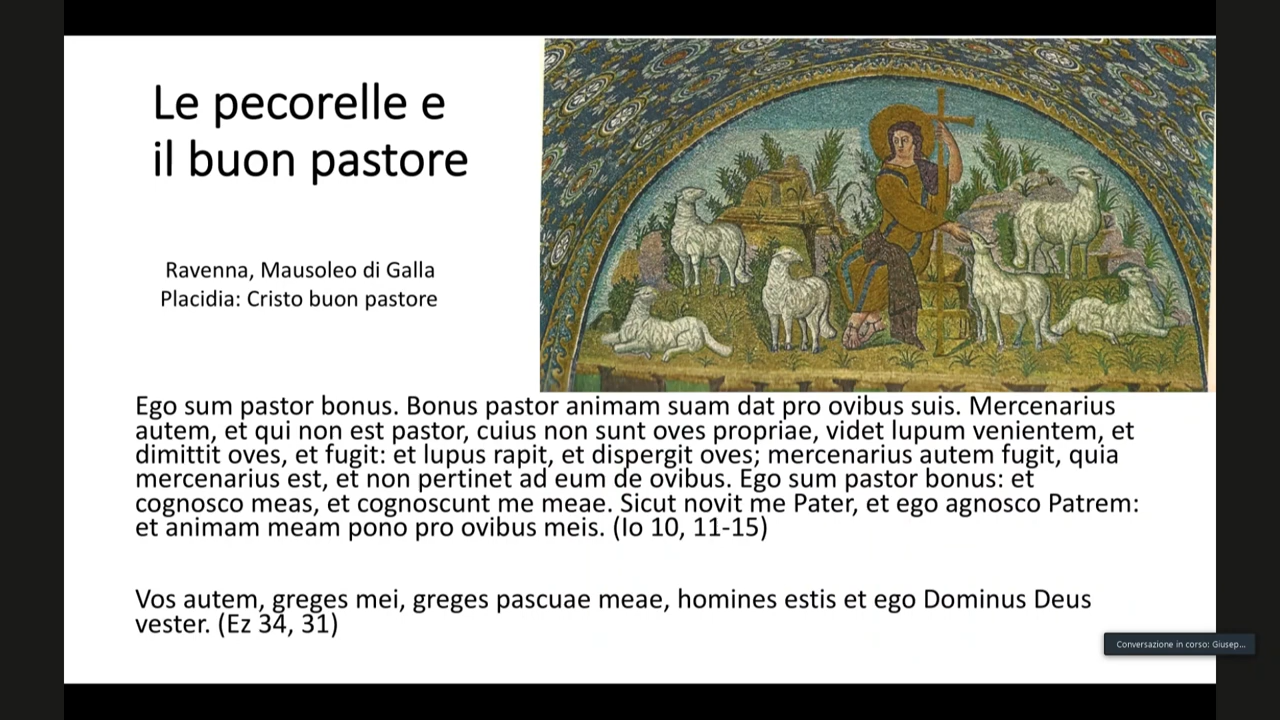 Le pecorelle e
il buon pastore
Ravenna, Mausoleo di Galla
Placidia: Cristo buon pastore
Ego sum pastor bonus. Bonus pastor animam suam dat pro ovibus suis. Mercenarius
autem, et qui non est pastor, cuius non sunt oves propriae, videt lupum venientem, et
dimittit oves, et fugit: et lupus rapit, et dispergit oves; mercenarius autem fugit, quia
mercenarius est, et non pertinet ad eum de ovibus. Ego sum pastor bonus: et
cognosco meas, et cognoscunt me meae. Sicut novit me Pater, et ego agnosco Patrem:
et animam meam pono pro ovibus meis. (Io 10, 11-15)
Vos autem, greges mei, greges pascuae meae, homines estis et ego Dominus Deus
vester. (Ez 34, 31)
Conversazione in corso: Giusep...